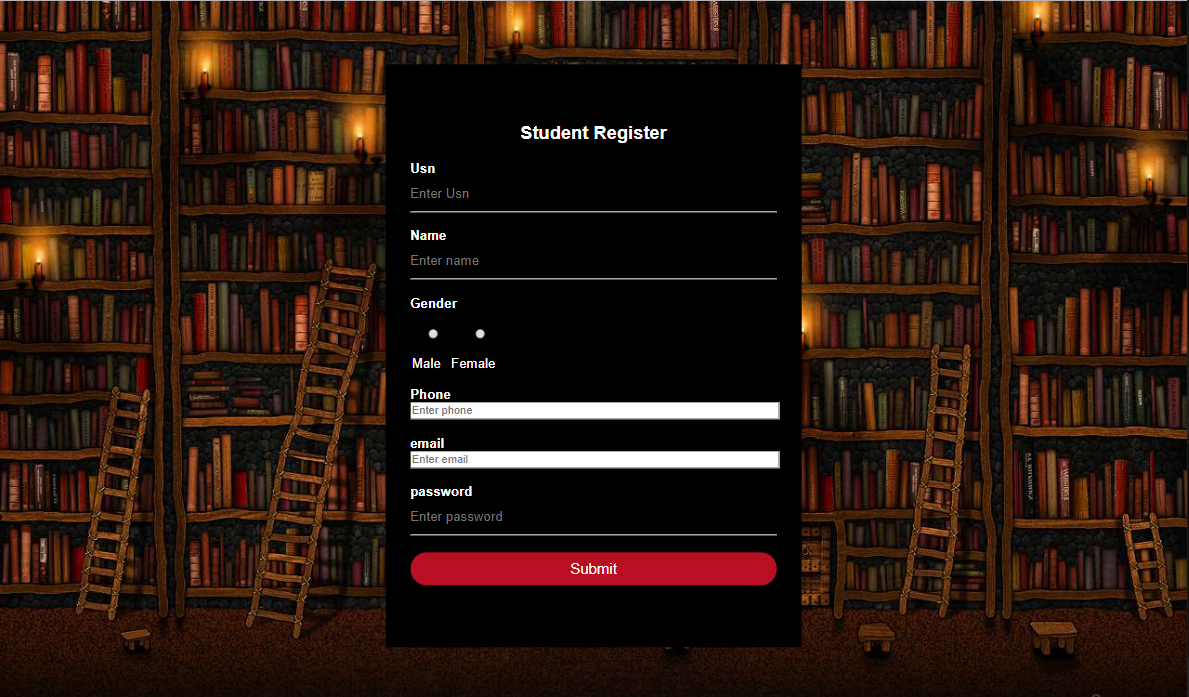 Student Register
Usn
Enter Usn
Name
Enter name
Gender
Male Female
Phone
Enter phone
email
Enter email
password
Enter password
Submit